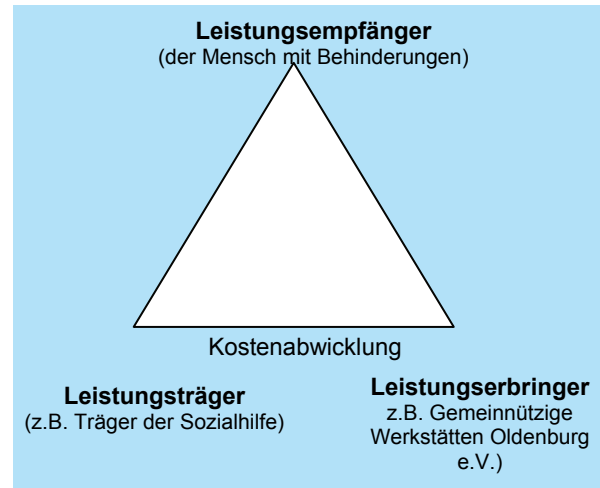 Leistungsempfänger
(der Mensch mit Behinderungen)
Kostenabwicklung
Leistungsträger
(z.B. Träger der Sozialhilfe)
Leistungserbringer
z.B. Gemeinnützige
Werkstätten Oldenburg
e.V.)